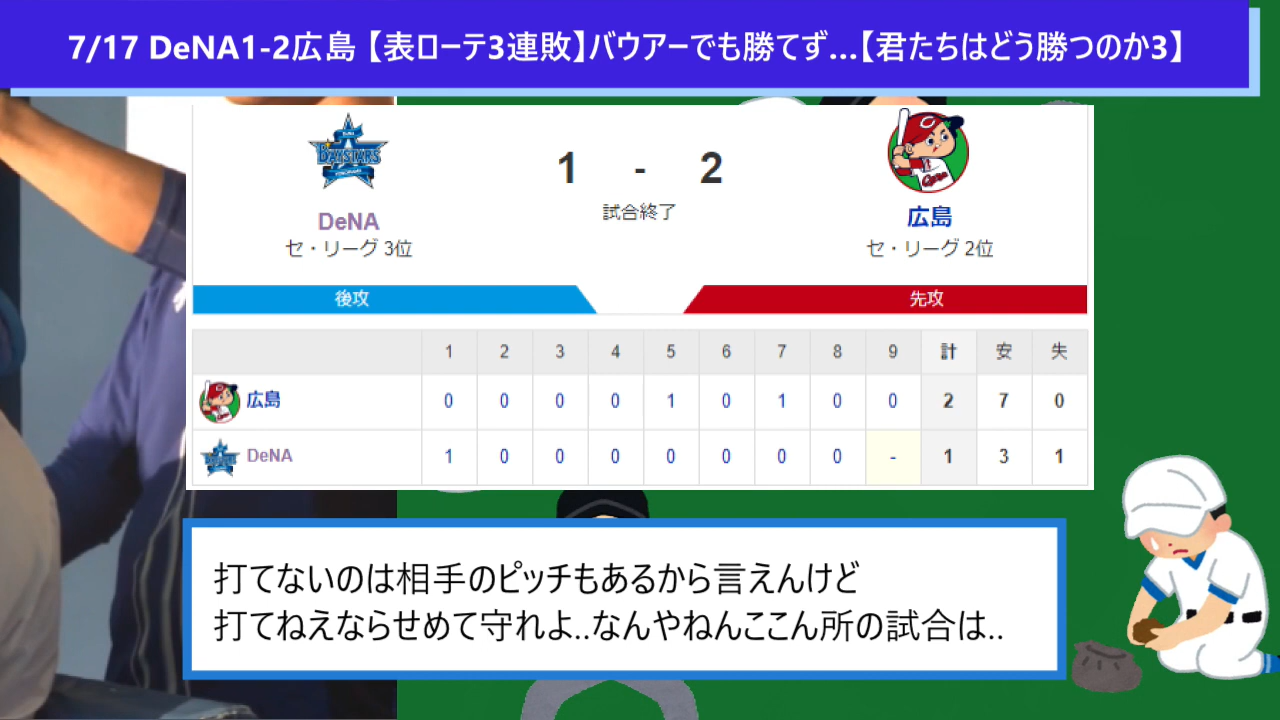 7/17 DeNA1-2広島【表ローテ3連敗】バウアーでも勝てず...【君たちはどう勝つのか3】
1 - 2
試合終了
DeNA
セ・リーグ 3位
広島
セ・リーグ 2位
後攻
先攻
1 2 3 4 5 6 7 8 9 計 安 失
広島 0 0 0 0 1 0 1 0 0 2 7 0
DeNA 1 0 0 0 0 0 0 0 - 1 3 1
打てないのは相手のピッチもあるから言えんけど
打てねえならせめて守れよ..なんやねんここん所の試合は..